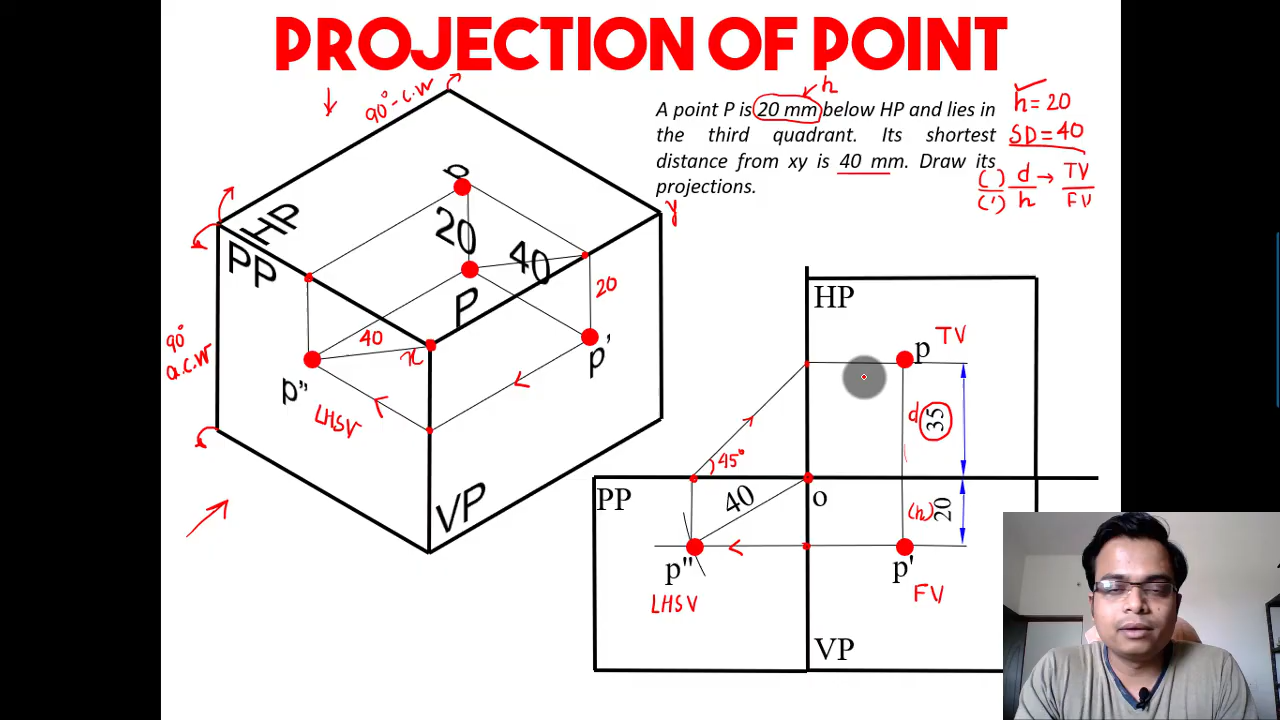 PROJECTION OF POINT
A point P is 20 mm below HP and lies in
the third quadrant. Its shortest
distance from xy is 40 mm. Draw its
projections.
h
h = 20
SD = 40
( ) d → TV
(') h FV
90° - C.W
HP
PP
p
20
40
P
y
20
40
x
p'
p"
LHSV
90°
a.c.w
VP
HP
p TV
d 35
45°
PP
40
o
(h) 20
p"
LHSV
p'
FV
VP